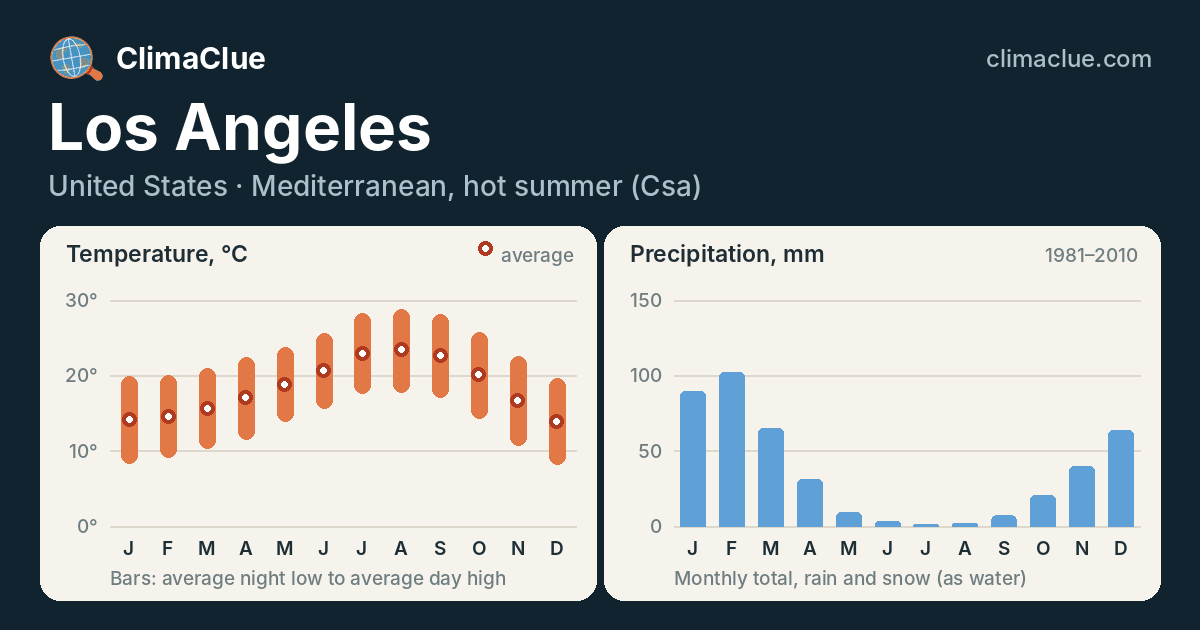 ClimaClue
climaclue.com
Los Angeles
United States · Mediterranean, hot summer (Csa)
Temperature, °C
average
30°
20°
10°
0°
J F M A M J J A S O N D
Bars: average night low to average day high
Precipitation, mm
1981–2010
150
100
50
0
J F M A M J J A S O N D
Monthly total, rain and snow (as water)